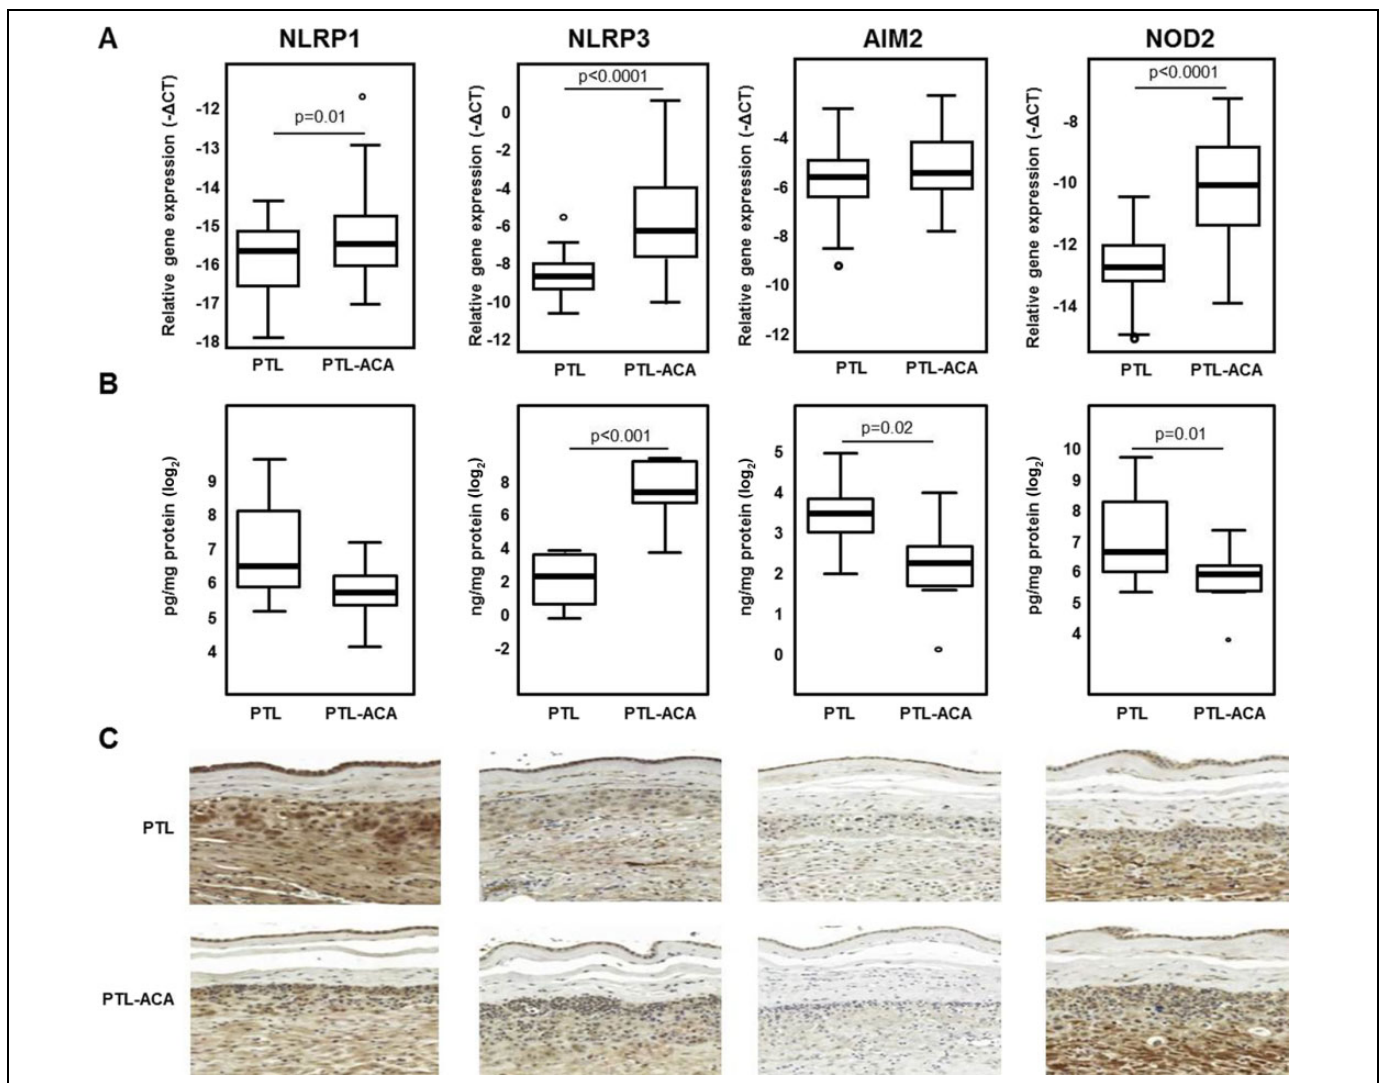 A
NLRP1
NLRP3
AIM2
NOD2
Relative gene expression (-ΔCT)
-12
-13
-14
-15
-16
-17
-18
p=0.01
PTL
PTL-ACA
Relative gene expression (-ΔCT)
0
-2
-4
-6
-8
-10
-12
p<0.0001
PTL
PTL-ACA
Relative gene expression (-ΔCT)
-4
-6
-8
-10
-12
PTL
PTL-ACA
Relative gene expression (-ΔCT)
-8
-10
-12
-14
p<0.0001
PTL
PTL-ACA
B
pg/mg protein (log2)
9
8
7
6
5
4
PTL
PTL-ACA
ng/mg protein (log2)
8
6
4
2
0
-2
p<0.001
PTL
PTL-ACA
ng/mg protein (log2)
5
4
3
2
1
0
p=0.02
PTL
PTL-ACA
pg/mg protein (log2)
10
9
8
7
6
5
4
p=0.01
PTL
PTL-ACA
C
PTL
PTL-ACA